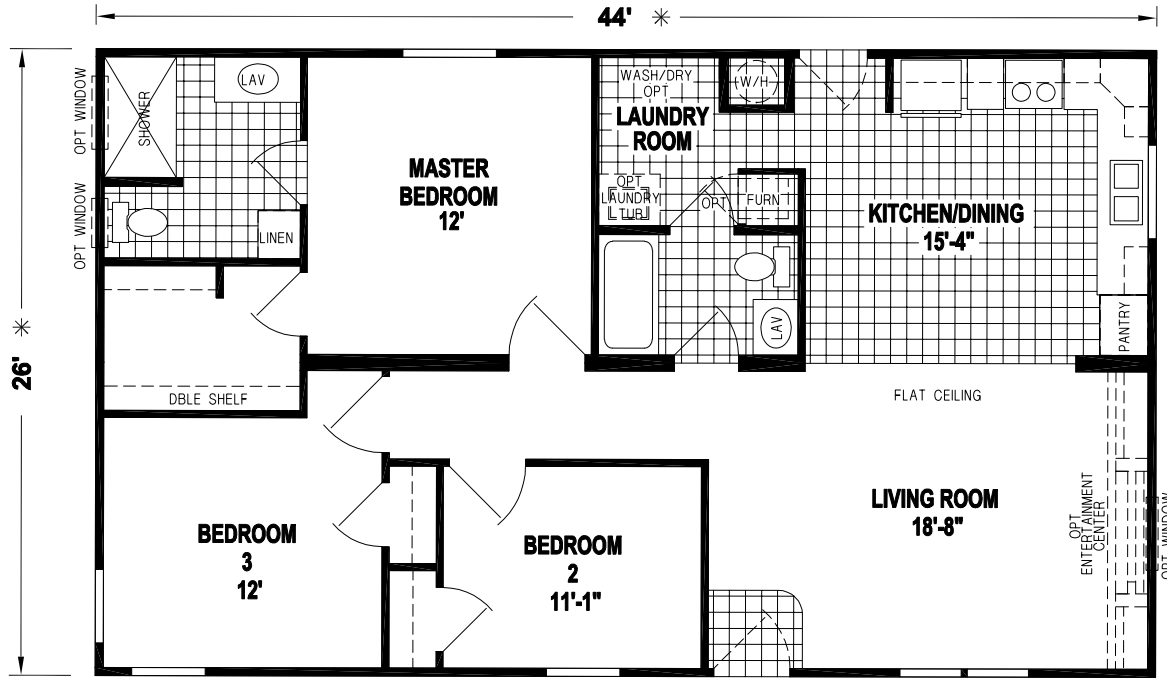 44' ✳
OPT WINDOW
SHOWER
LAV
WASH/DRY
OPT
W/H
LAUNDRY
ROOM
MASTER
BEDROOM
12'
OPT WINDOW
LINEN
OPT
LAUNDRY
TUB
OPT
FURN
KITCHEN/DINING
15'-4"
LAV
PANTRY
26' ✳
DBLE SHELF
FLAT CEILING
BEDROOM
3
12'
BEDROOM
2
11'-1"
LIVING ROOM
18'-8"
OPT
ENTERTAINMENT
CENTER
OPT WINDOW